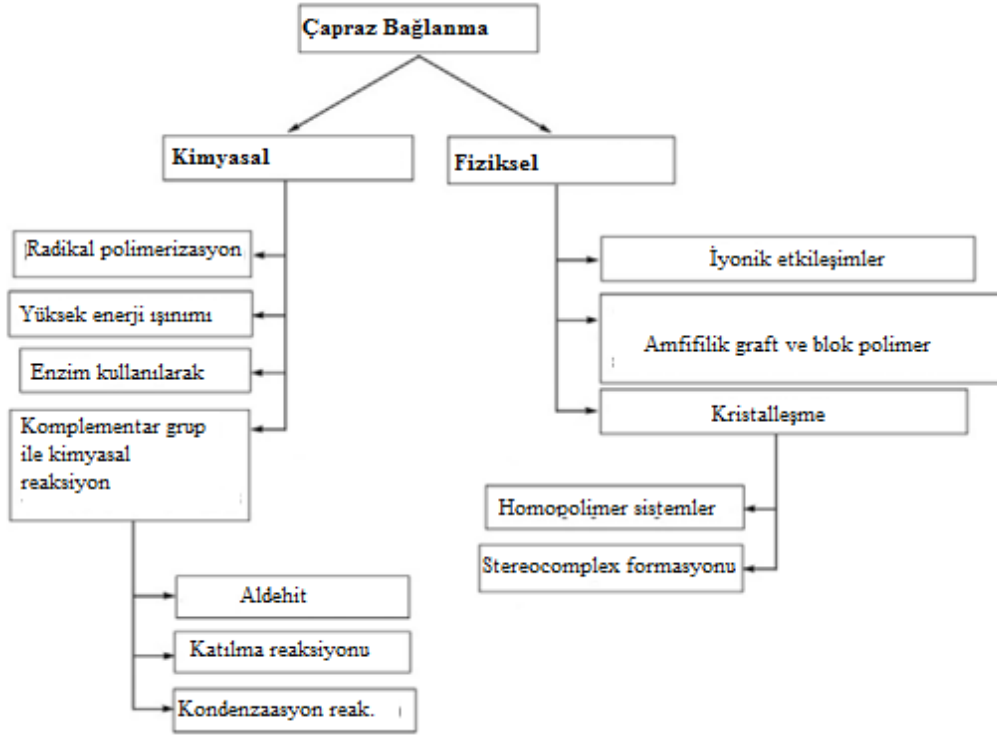 Çapraz Bağlanma
Kimyasal
Fiziksel
Radikal polimerizasyon
Yüksek enerji ışınımı
Enzim kullanılarak
Komplementar grup
ile kimyasal
reaksiyon
Aldehit
Katılma reaksiyonu
Kondenzaasyon reak.
İyonik etkileşimler
Amfifilik graft ve blok polimer
Kristalleşme
Homopolimer sistemler
Stereocomplex formasyonu